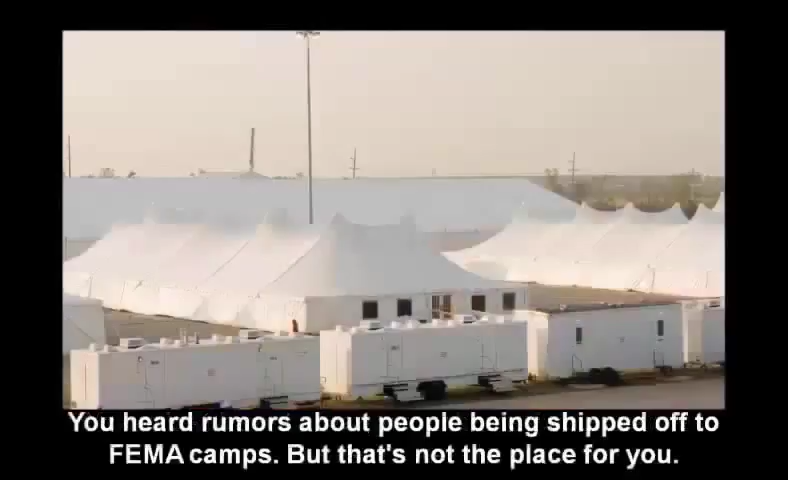 You heard rumors about people being shipped off to
FEMA camps. But that's not the place for you.